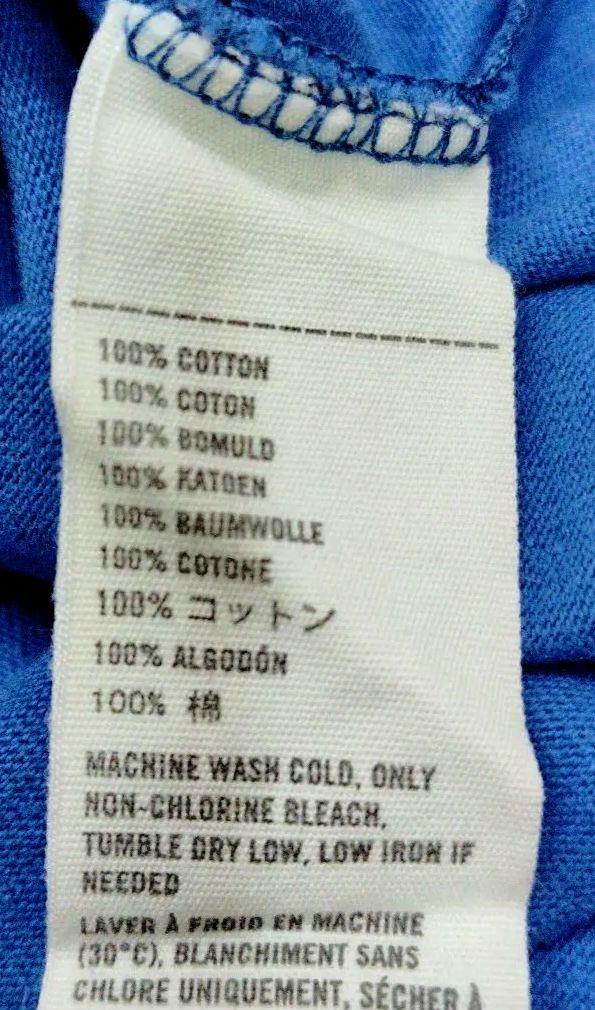 100% COTTON
100% COTON
100% BOMULD
100% KATOEN
100% BAUMWOLLE
100% COTONE
100% コットン
100% ALGODÓN
100% 棉
MACHINE WASH COLD, ONLY
NON-CHLORINE BLEACH,
TUMBLE DRY LOW, LOW IRON IF
NEEDED
LAVER À FROID EN MACHINE
(30°C), BLANCHIMENT SANS
CHLORE UNIQUEMENT, SÉCHER À